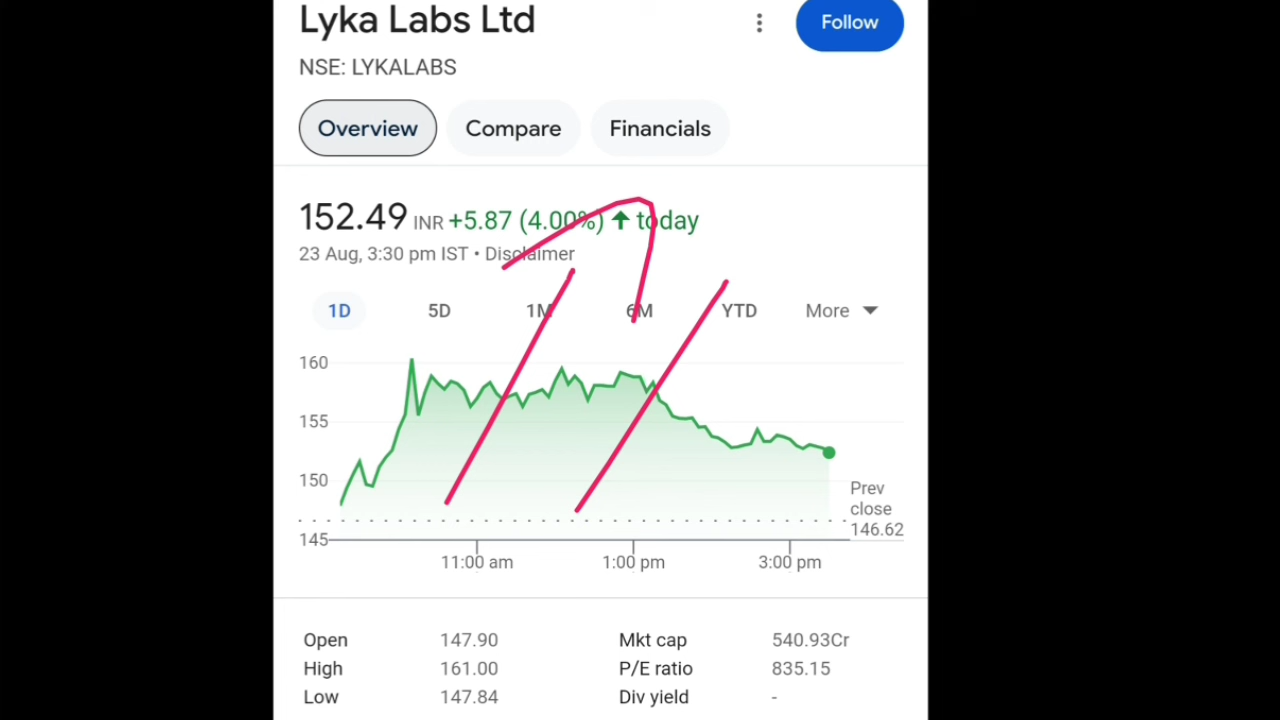 Lyka Labs Ltd
Follow
NSE: LYKALABS
Overview Compare Financials
152.49 INR +5.87 (4.00%) ↑ today
23 Aug, 3:30 pm IST • Disclaimer
1D 5D 1M 6M YTD More
160
155
150
145
Prev
close
146.62
11:00 am 1:00 pm 3:00 pm
Open 147.90 Mkt cap 540.93Cr
High 161.00 P/E ratio 835.15
Low 147.84 Div yield -